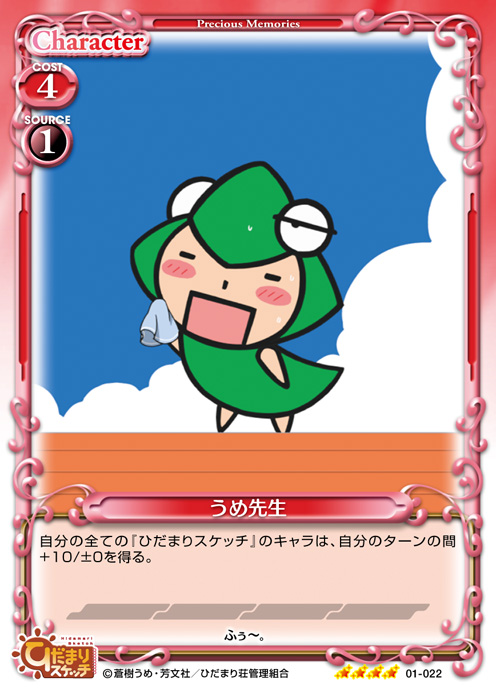 Precious Memories
Character
COST
4
SOURCE
1
うめ先生
自分の全ての『ひだまりスケッチ』のキャラは、自分のターンの間
+10/±0を得る。
ふぅ〜。
Hidamari
Sketch
ひだまり
スケッチ
©蒼樹うめ・芳文社/ひだまり荘管理組合
01-022